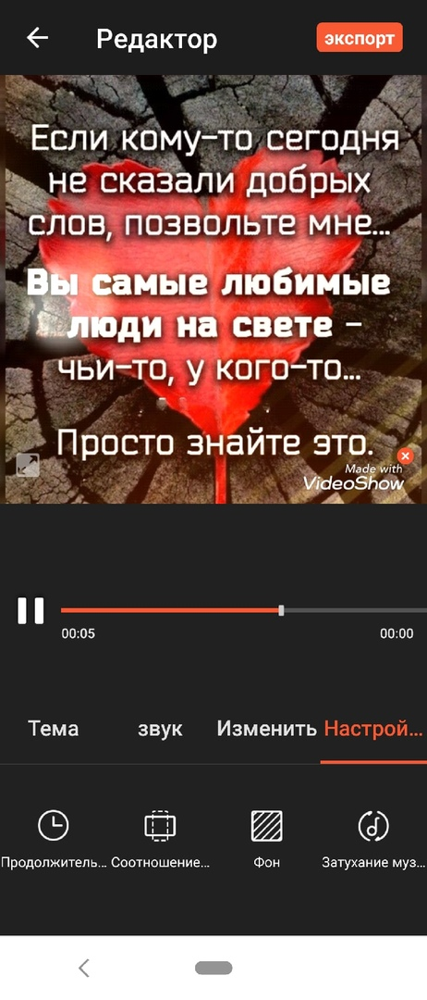 Редактор
экспорт
Если кому-то сегодня
не сказали добрых
слов, позвольте мне...
Вы самые любимые
люди на свете –
чьи-то, у кого-то...
Просто знайте это.
Made with
VideoShow
00:05
00:00
Тема
звук
Изменить
Настрой...
Продолжитель...
Соотношение...
Фон
Затухание муз...